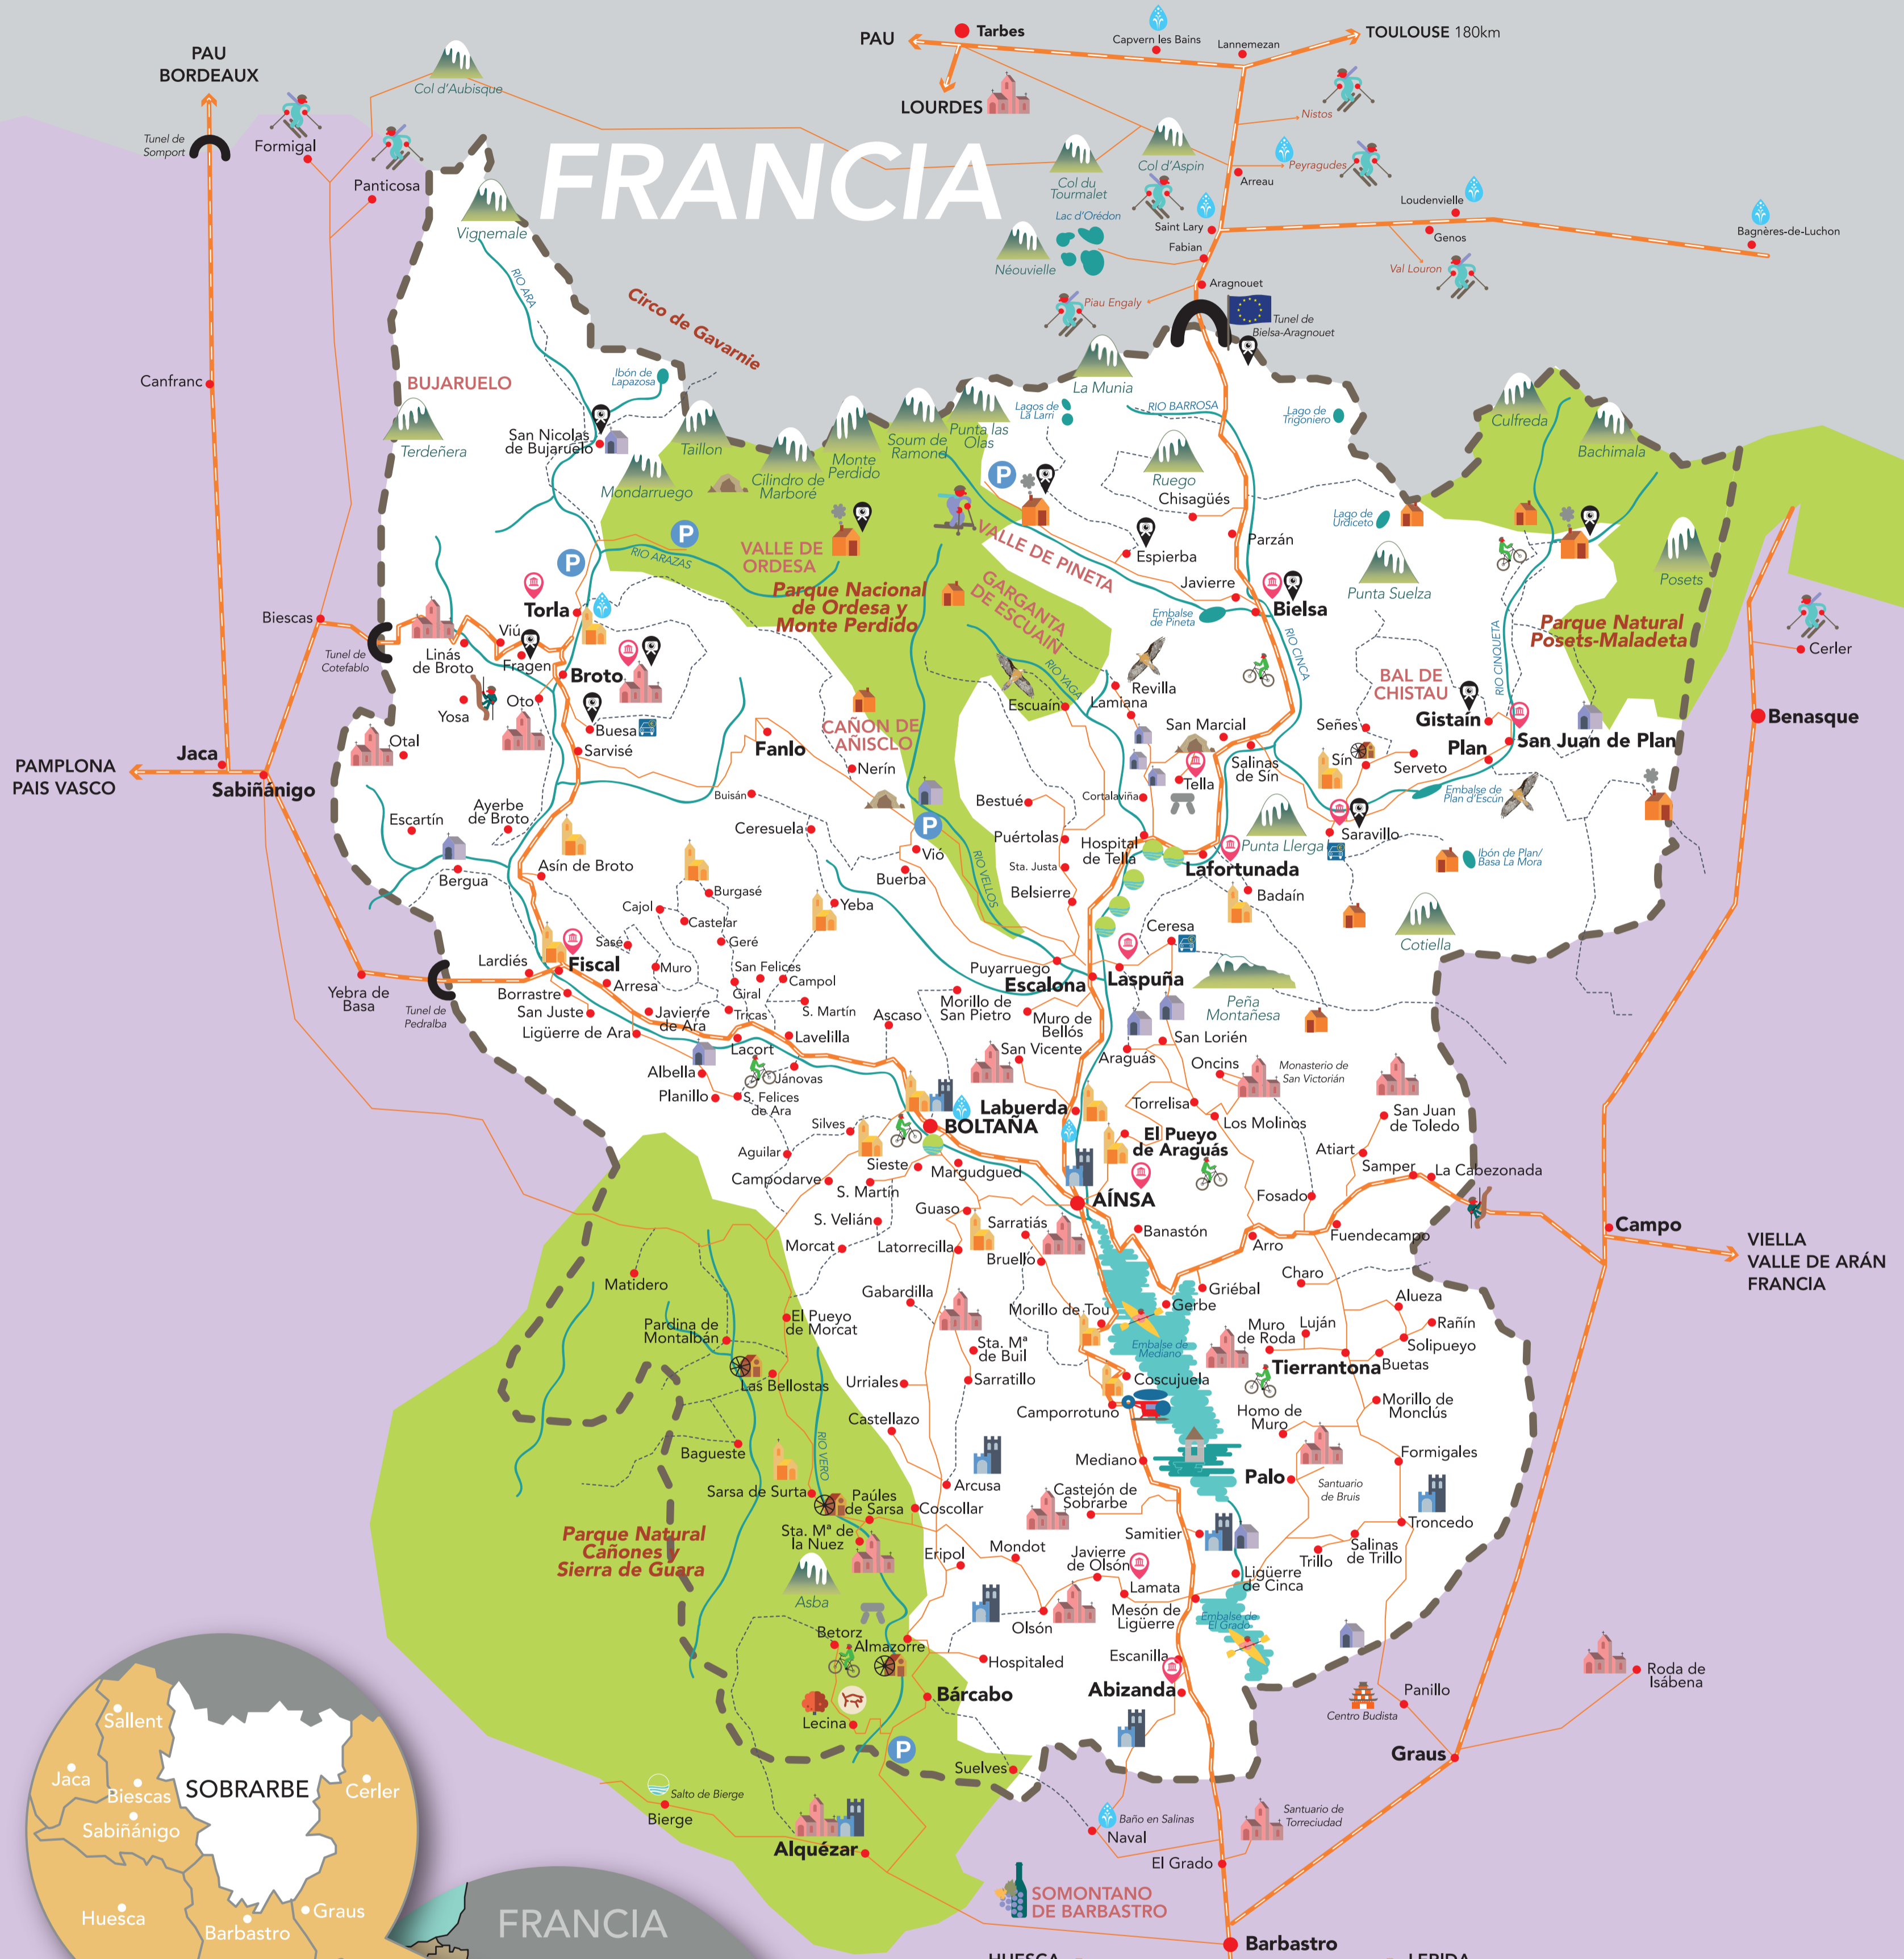 PAU
BORDEAUX
Tunel de
Somport
Formigal
Panticosa
Col d'Aubisque
PAU
Tarbes
LOURDES
Capvern les Bains
Lannemezan
TOULOUSE 180km
Nistos
FRANCIA
Col du
Tourmalet
Col d'Aspin
Peyragudes
Arreau
Lac d'Orédon
Néouvielle
Saint Lary
Fabian
Loudenvielle
Genos
Bagnères-de-Luchon
Val Louron
Aragnouet
Piau Engaly
Tunel de
Bielsa-Aragnouet
Vignemale
RIO ARA
Circo de Gavarnie
Canfranc
BUJARUELO
Ibón de
Lapazosa
Terdeñera
San Nicolas
de Bujaruelo
Mondarruego
Taillon
Cilindro de
Marboré
Monte
Perdido
Soum de
Ramond
Punta las
Olas
La Munia
Lagos de
La Larri
RIO BARROSA
Lago de
Trigoniero
Ruego
Chisagüés
Culfreda
Bachimala
P
P
P
RIO ARAZAS
VALLE DE
ORDESA
VALLE DE PINETA
Espierba
Parzán
Lago de
Urdiceto
Punta Suelza
Posets
Parque Nacional
de Ordesa y
Monte Perdido
GARGANTA
DE ESCUAÍN
Javierre
Embalse
de Pineta
Bielsa
RIO CINCA
RIO CINQUETA
Parque Natural
Posets-Maladeta
Cerler
Biescas
Tunel de
Cotefablo
Torla
Viú
Linás
de Broto
Fragen
Broto
Yosa
Oto
Buesa
Otal
Sarvisé
Fanlo
CAÑON DE
AÑISCLO
Nerín
RIO YAGA
Escuaín
Revilla
Lamiana
San Marcial
Salinas
de Sín
Tella
BAL DE
CHISTAU
Señes
Gistaín
San Juan de Plan
Plan
Sín
Serveto
Embalse de
Plan d'Escún
Benasque
PAMPLONA
PAIS VASCO
Jaca
Sabiñánigo
Escartín
Ayerbe
de Broto
Buisán
Ceresuela
Bestué
Cortalaviña
Puértolas
Hospital
de Tella
Punta Llerga
Saravillo
Ibón de Plan/
Basa La Mora
Asín de Broto
Bergua
P
Vió
Buerba
RIO VELLOS
Sta. Justa
Belsierre
Lafortunada
Badaín
Burgasé
Cajol
Castelar
Yeba
Sasé
Geré
Ceresa
Cotiella
Lardiés
Fiscal
Muro
San Felices
Campol
Giral
Puyarruego
Escalona
Laspuña
Peña
Montañesa
Yebra de
Basa
Tunel de
Pedralba
Borrastre
Arresa
San Juste
Javierre
de Ara
Tricas
S. Martín
Ligüerre de Ara
Lavelilla
Ascaso
Morillo de
San Pietro
Muro de
Bellós
Lacort
San Vicente
Araguás
San Lorién
Albella
Jánovas
Planillo
S. Felices
de Ara
Oncins
Monasterio de
San Victorián
Labuerda
Torrelisa
Los Molinos
San Juan
de Toledo
Silves
BOLTAÑA
El Pueyo
de Araguás
Atiart
Aguilar
Sieste
Margudgued
Samper
La Cabezonada
Campodarve
S. Martín
AÍNSA
Fosado
Guaso
S. Velián
Sarratiás
Banastón
Fuendecampo
Arro
Campo
Morcat
Latorrecilla
Bruello
VIELLA
VALLE DE ARÁN
FRANCIA
Matidero
Gabardilla
Griébal
Gerbe
Charo
Alueza
Rañín
Pardina de
Montalbán
El Pueyo
de Morcat
Morillo de Tou
Embalse de
Mediano
Muro
de Roda
Luján
Solipueyo
Sta. Mª
de Buil
Tierrantona
Buetas
Las Bellostas
Urriales
Sarratillo
Coscujuela
Camporrotuno
Morillo de
Monclús
Homo de
Muro
Castellazo
RIO VERO
Bagueste
Mediano
Formigales
Palo
Santuario
de Bruis
Sarsa de Surta
Arcusa
Paúles
de Sarsa
Coscollar
Castejón de
Sobrarbe
Samitier
Troncedo
Parque Natural
Cañones y
Sierra de Guara
Sta. Mª de
la Nuez
Eripol
Mondot
Javierre
de Olsón
Salinas
de Trillo
Trillo
Asba
Lamata
Ligüerre
de Cinca
Olsón
Mesón de
Ligüerre
Embalse de
El Grado
Betorz
Almazorre
Hospitaled
Escanilla
Roda de
Isábena
Bárcabo
Abizanda
Panillo
Centro Budista
Lecina
P
Graus
Suelves
Salto de Bierge
Bierge
Alquézar
Baño en Salinas
Naval
Santuario de
Torreciudad
El Grado
SOMONTANO
DE BARBASTRO
Barbastro
HUESCA
LERIDA
Sallent
Jaca
Biescas
SOBRARBE
Cerler
Sabiñánigo
Huesca
Barbastro
Graus
FRANCIA